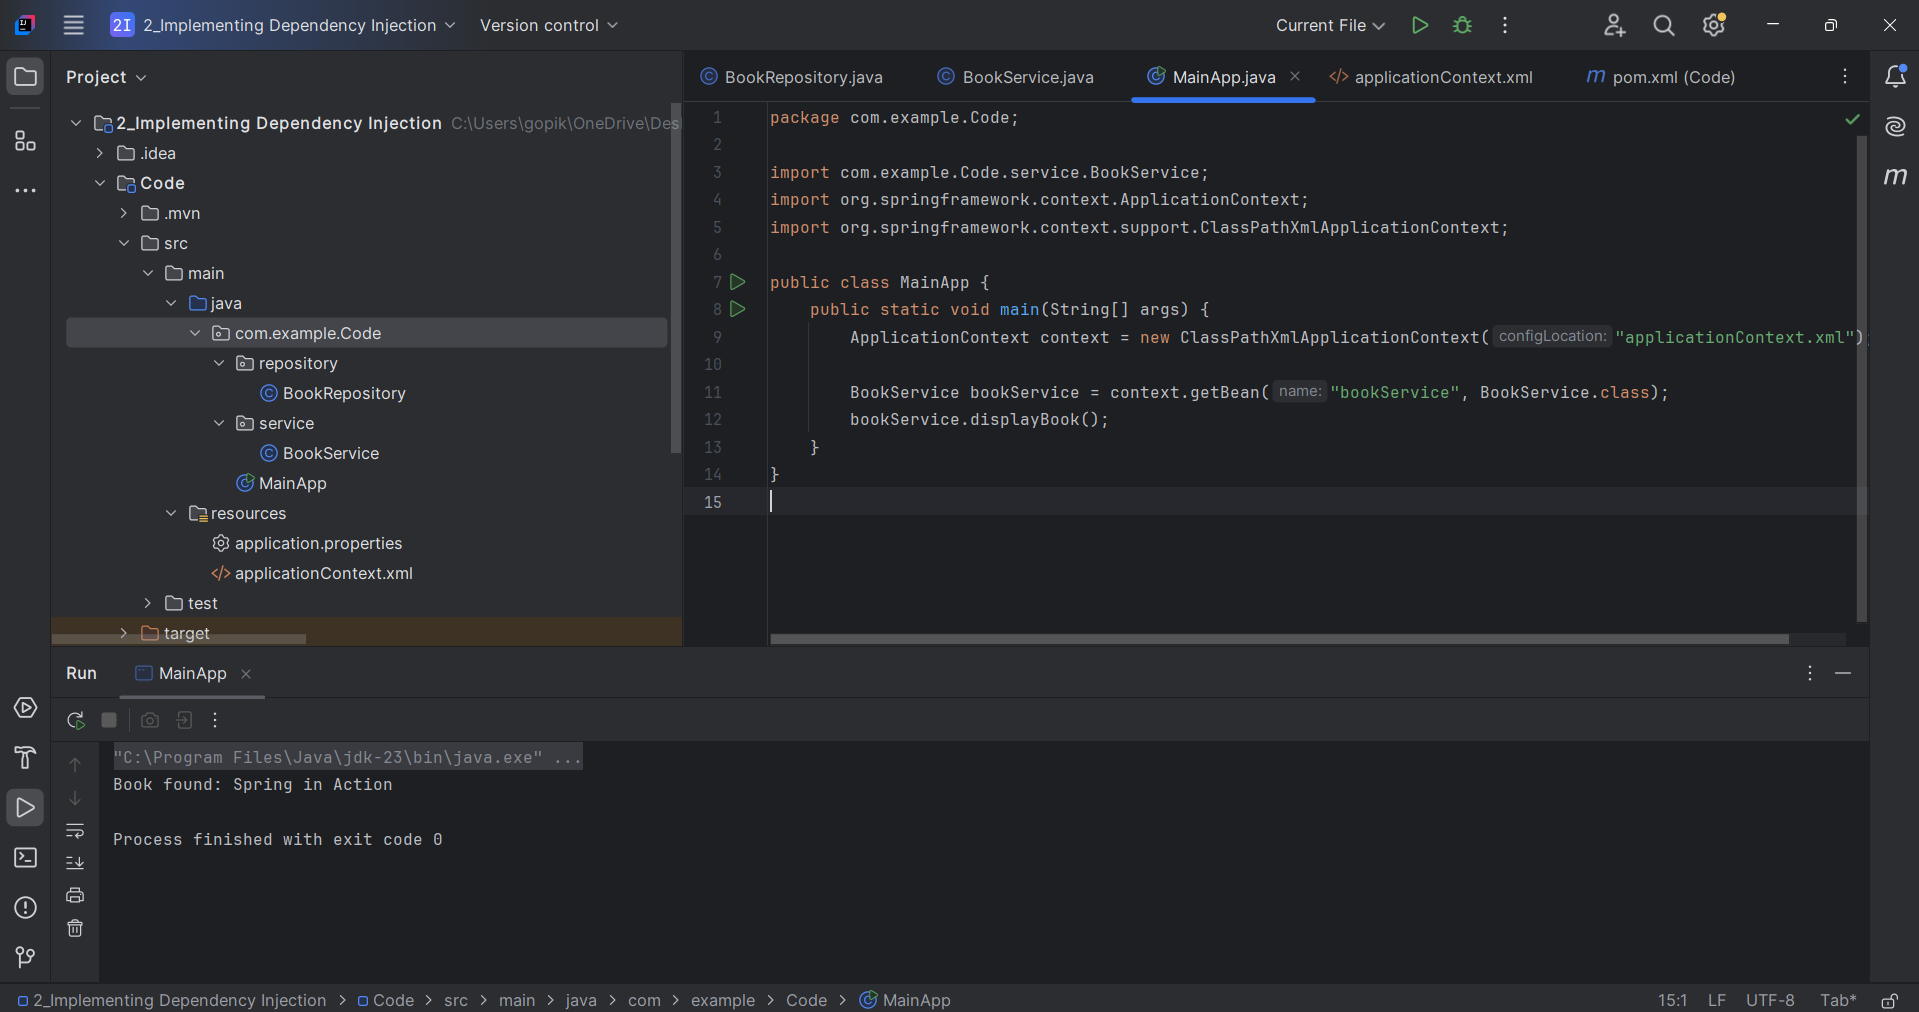 2I 2_Implementing Dependency Injection Version control Current File
Project
2_Implementing Dependency Injection C:\Users\gopik\OneDrive\Des
.idea
Code
.mvn
src
main
java
com.example.Code
repository
BookRepository
service
BookService
MainApp
resources
application.properties
applicationContext.xml
test
target
BookRepository.java BookService.java MainApp.java applicationContext.xml pom.xml (Code)
1 package com.example.Code;
2
3 import com.example.Code.service.BookService;
4 import org.springframework.context.ApplicationContext;
5 import org.springframework.context.support.ClassPathXmlApplicationContext;
6
7 public class MainApp {
8 public static void main(String[] args) {
9 ApplicationContext context = new ClassPathXmlApplicationContext( configLocation: "applicationContext.xml");
10
11 BookService bookService = context.getBean( name: "bookService", BookService.class);
12 bookService.displayBook();
13 }
14 }
15
Run MainApp
"C:\Program Files\Java\jdk-23\bin\java.exe" ...
Book found: Spring in Action
Process finished with exit code 0
2_Implementing Dependency Injection > Code > src > main > java > com > example > Code > MainApp 15:1 LF UTF-8 Tab*